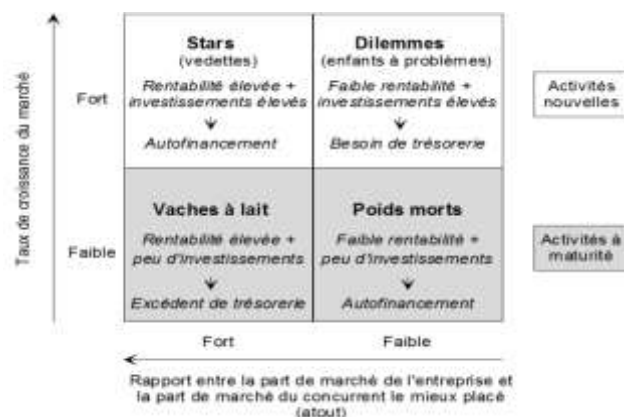 Taux de croissance du marché
Fort
Stars
(vedettes)
Rentabilité élevée +
investissements élevés
Autofinancement
Dilemmes
(enfants à problèmes)
Faible rentabilité +
investissements élevés
Besoin de trésorerie
Activités
nouvelles
Faible
Vaches à lait
Rentabilité élevée +
peu d'investissements
Excédent de trésorerie
Poids morts
Faible rentabilité +
peu d'investissements
Autofinancement
Activités à
maturité
Fort
Faible
Rapport entre la part de marché de l'entreprise et
la part de marché du concurrent le mieux placé
(atout)